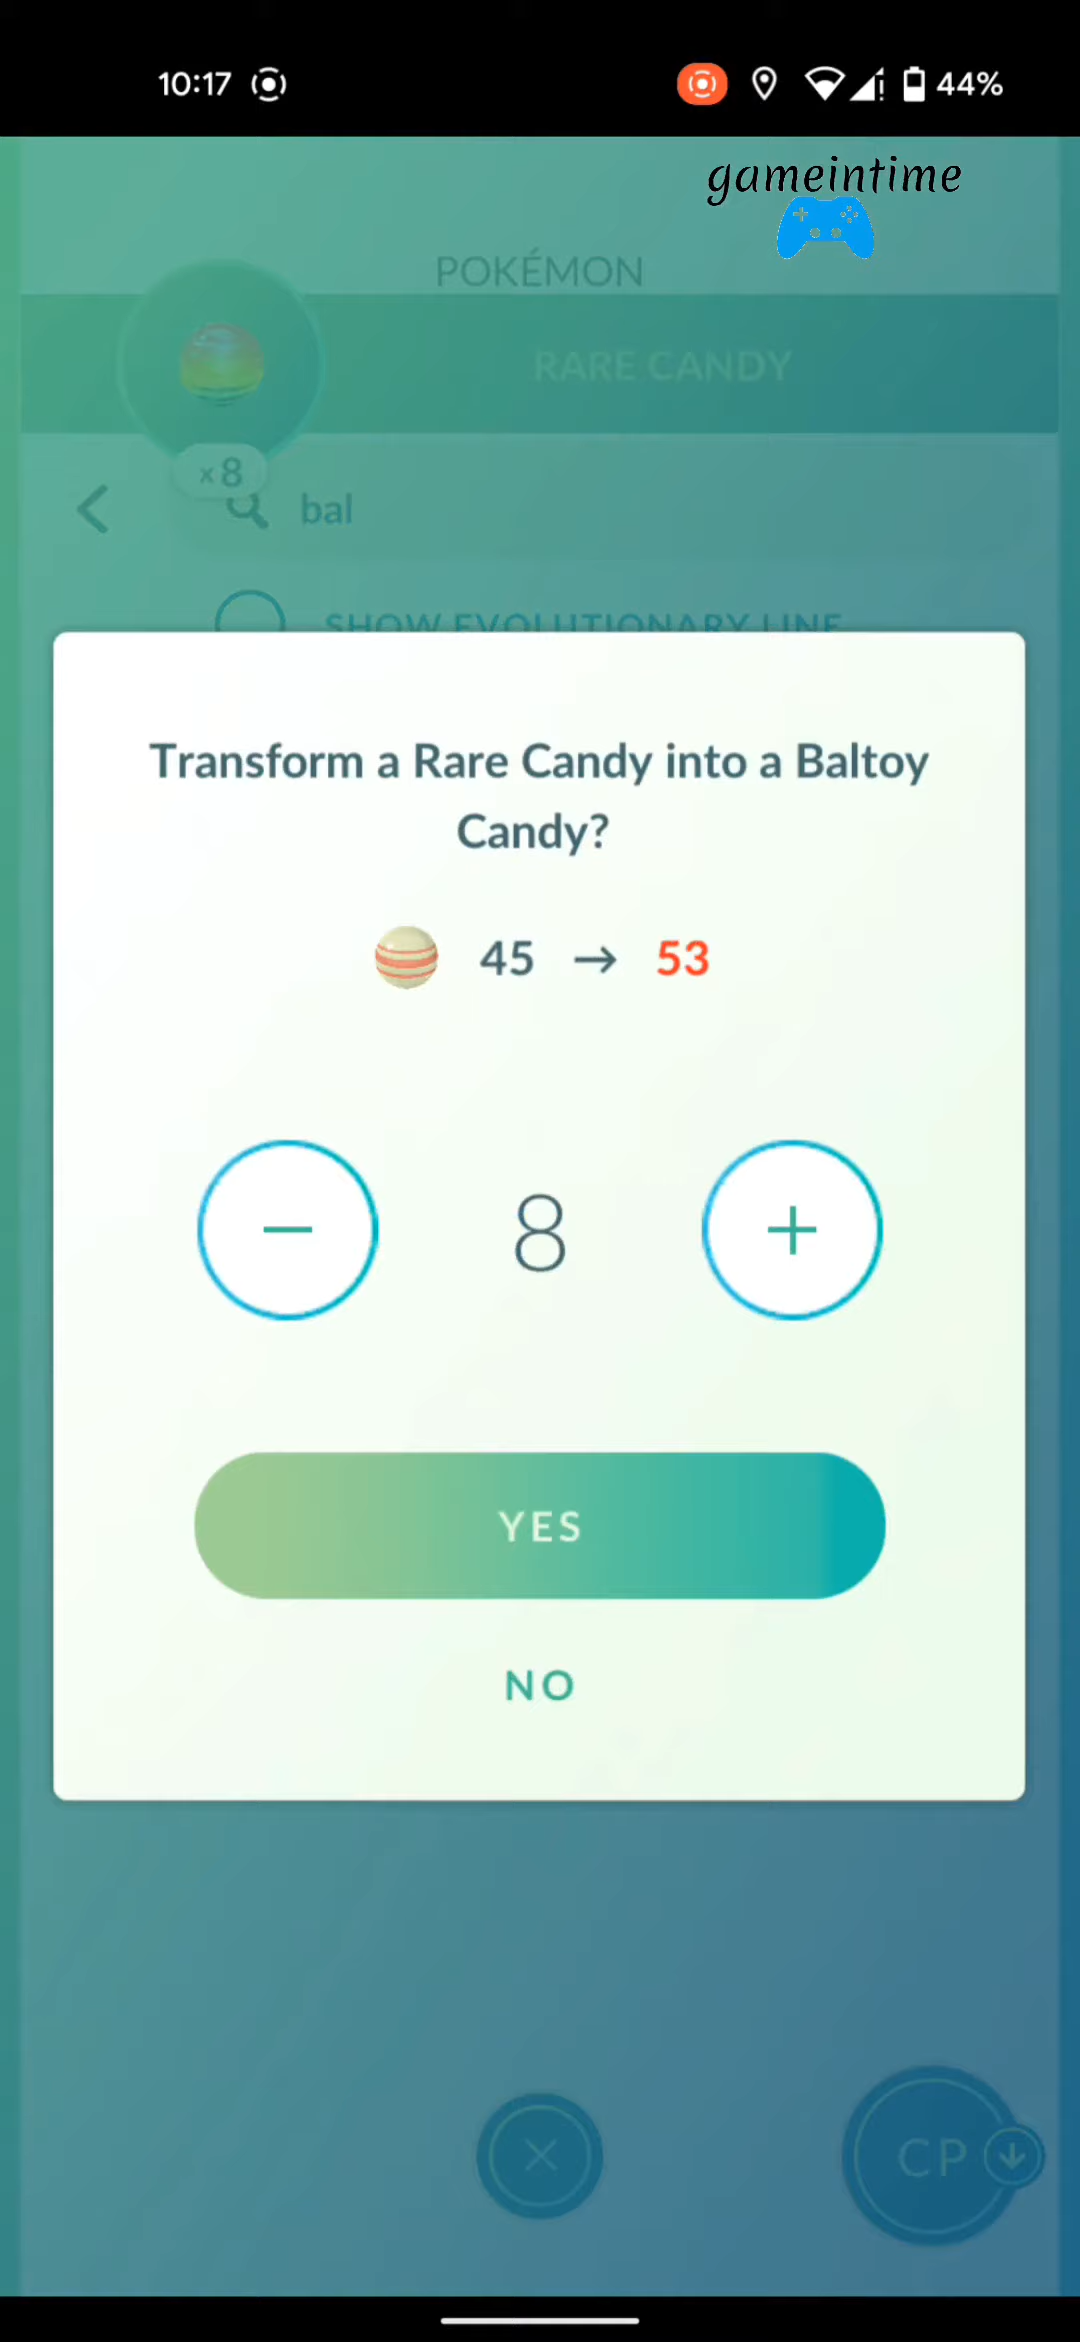 10:17
44%
gameintime
POKÉMON
RARE CANDY
×8
bal
SHOW EVOLUTIONARY LINE
Transform a Rare Candy into a Baltoy
Candy?
45 → 53
8
YES
NO
CP